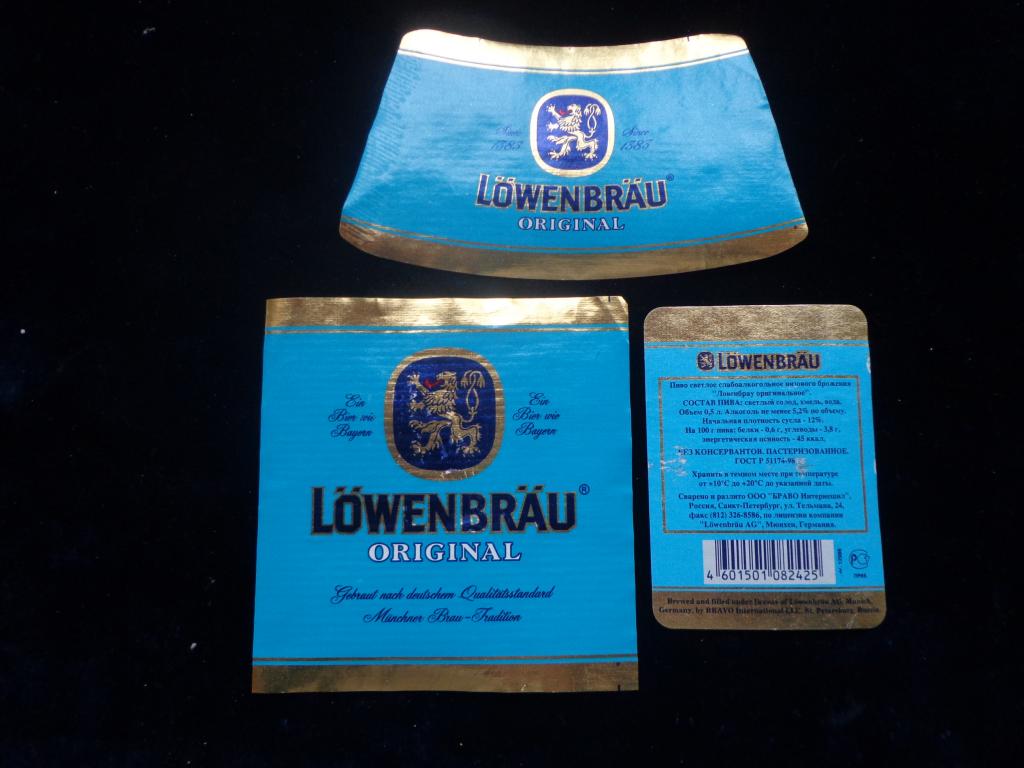 Since
1383
Since
1383
LÖWENBRÄU®
ORIGINAL
Ein
Bier wie
Bayern
Ein
Bier wie
Bayern
LÖWENBRÄU®
ORIGINAL
Gebraut nach deutschem Qualitätsstandard
Münchner Brau-Tradition
LÖWENBRÄU
Пиво светлое слабоалкогольное низового брожения
"Ловенбрау оригинальное".
СОСТАВ ПИВА: светлый солод, хмель, вода.
Объем 0,5 л. Алкоголь не менее 5,2% по объему.
Начальная плотность сусла - 12%.
На 100 г пива: белки - 0,6 г, углеводы - 3,8 г,
энергетическая ценность - 45 ккал.
БЕЗ КОНСЕРВАНТОВ. ПАСТЕРИЗОВАННОЕ.
ГОСТ Р 51174-98
Хранить в темном месте при температуре
от +10°С до +20°С до указанной даты.
Сварено и разлито ООО "БРАВО Интернешнл",
Россия, Санкт-Петербург, ул. Тельмана, 24,
факс (812) 326-8586, по лицензии компании
"Löwenbräu AG", Мюнхен, Германия.
4 601501 082425
Brewed and filled under license of Löwenbräu AG, Munich,
Germany, by BRAVO International LLC, St. Petersburg, Russia